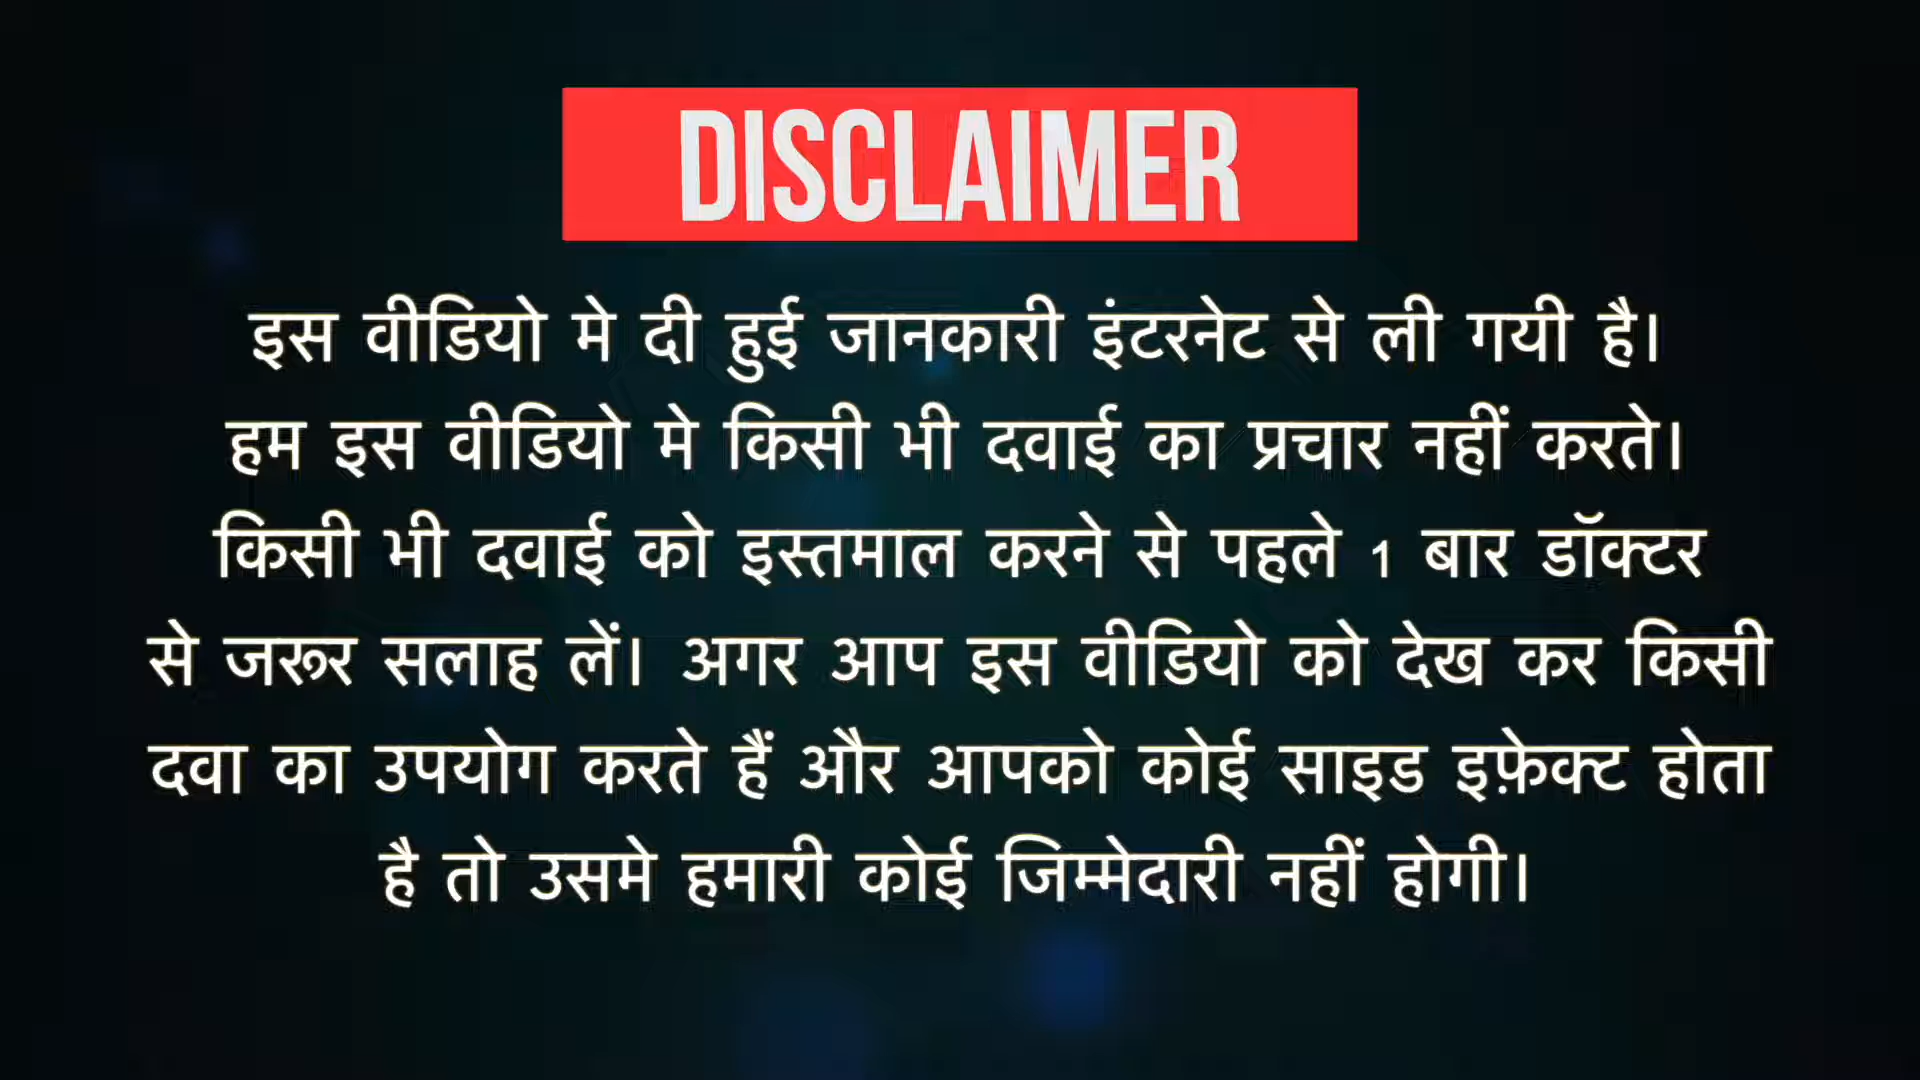 DISCLAIMER
इस वीडियो मे दी हुई जानकारी इंटरनेट से ली गयी है।
हम इस वीडियो मे किसी भी दवाई का प्रचार नहीं करते।
किसी भी दवाई को इस्तमाल करने से पहले 1 बार डॉक्टर
से जरूर सलाह लें। अगर आप इस वीडियो को देख कर किसी
दवा का उपयोग करते हैं और आपको कोई साइड इफ़ेक्ट होता
है तो उसमे हमारी कोई जिम्मेदारी नहीं होगी।